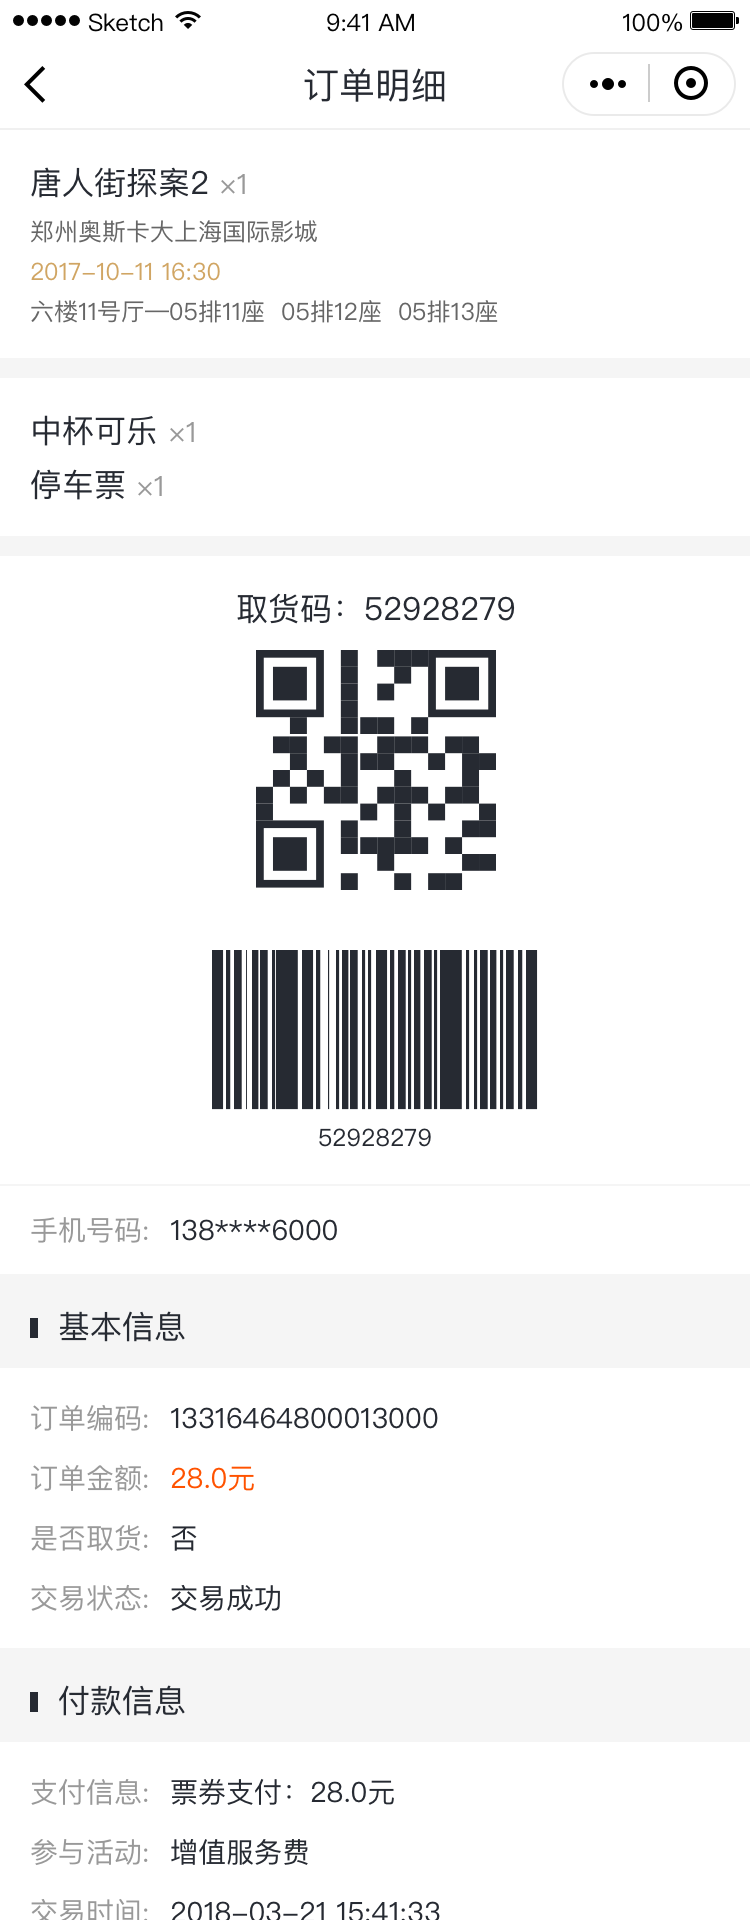 Sketch 9:41 AM 100%
订单明细
唐人街探案2 ×1
郑州奥斯卡大上海国际影城
2017-10-11 16:30
六楼11号厅—05排11座 05排12座 05排13座
中杯可乐 ×1
停车票 ×1
取货码：52928279
52928279
手机号码: 138****6000
基本信息
订单编码: 13316464800013000
订单金额: 28.0元
是否取货: 否
交易状态: 交易成功
付款信息
支付信息: 票券支付：28.0元
参与活动: 增值服务费
交易时间: 2018-03-21 15:41:33